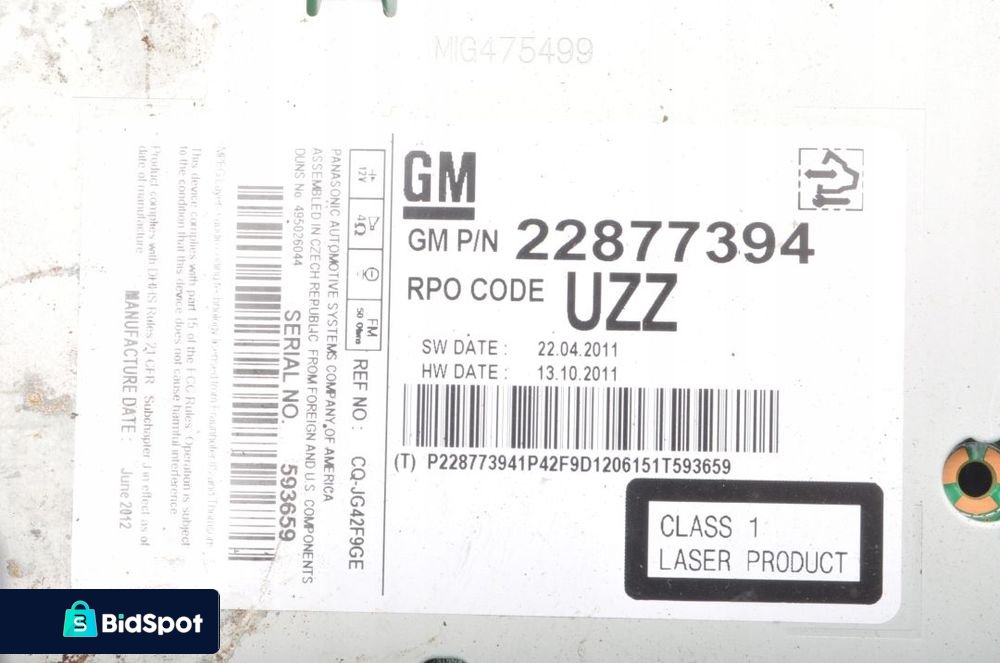 MIG475499
GM
GM P/N 22877394
RPO CODE UZZ
SW DATE : 22.04.2011
HW DATE : 13.10.2011
(T) P228773941P42F9D1206151T593659
CLASS 1
LASER PRODUCT
12V
4Ω
FM
50 Ohms
REF NO : CQ-JG42F9GE
PANASONIC AUTOMOTIVE SYSTEMS COMPANY OF AMERICA
ASSEMBLED IN CZECH REPUBLIC FROM FOREIGN AND U.S. COMPONENTS
DUNS No. 495026044
SERIAL NO. 593659
This device complies with part 15 of the FCC Rules. Operation is subject
to the condition that this device does not cause harmful interference.
Product complies with DHHS Rules 21 CFR Subchapter J in effect as of
date of manufacture
MANUFACTURE DATE : June 2012
BidSpot